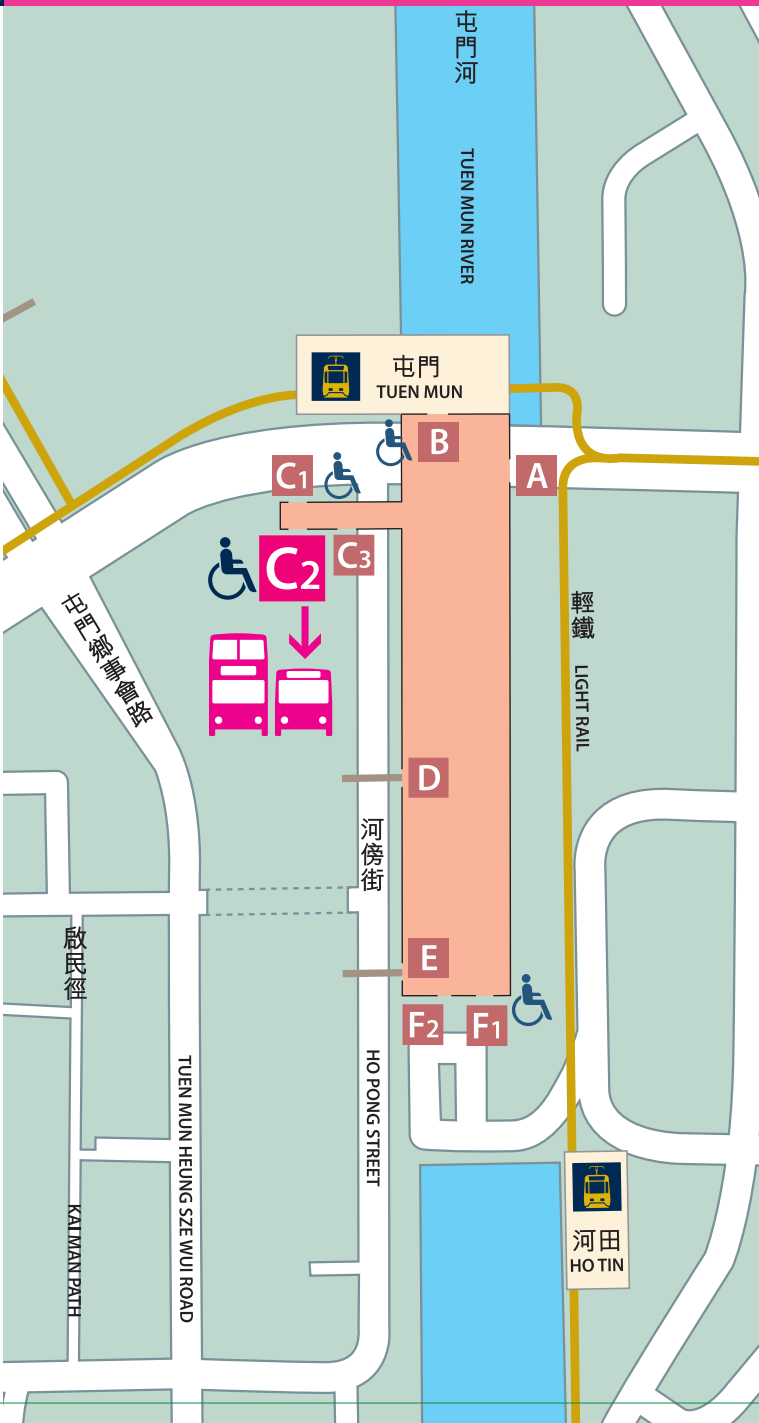 屯門河
TUEN MUN RIVER
屯門
TUEN MUN
B
A
C1
C2
C3
輕鐵
LIGHT RAIL
屯門鄉事會路
D
河傍街
啟民徑
E
F2
F1
TUEN MUN HEUNG SZE WUI ROAD
HO PONG STREET
KAI MAN PATH
河田
HO TIN